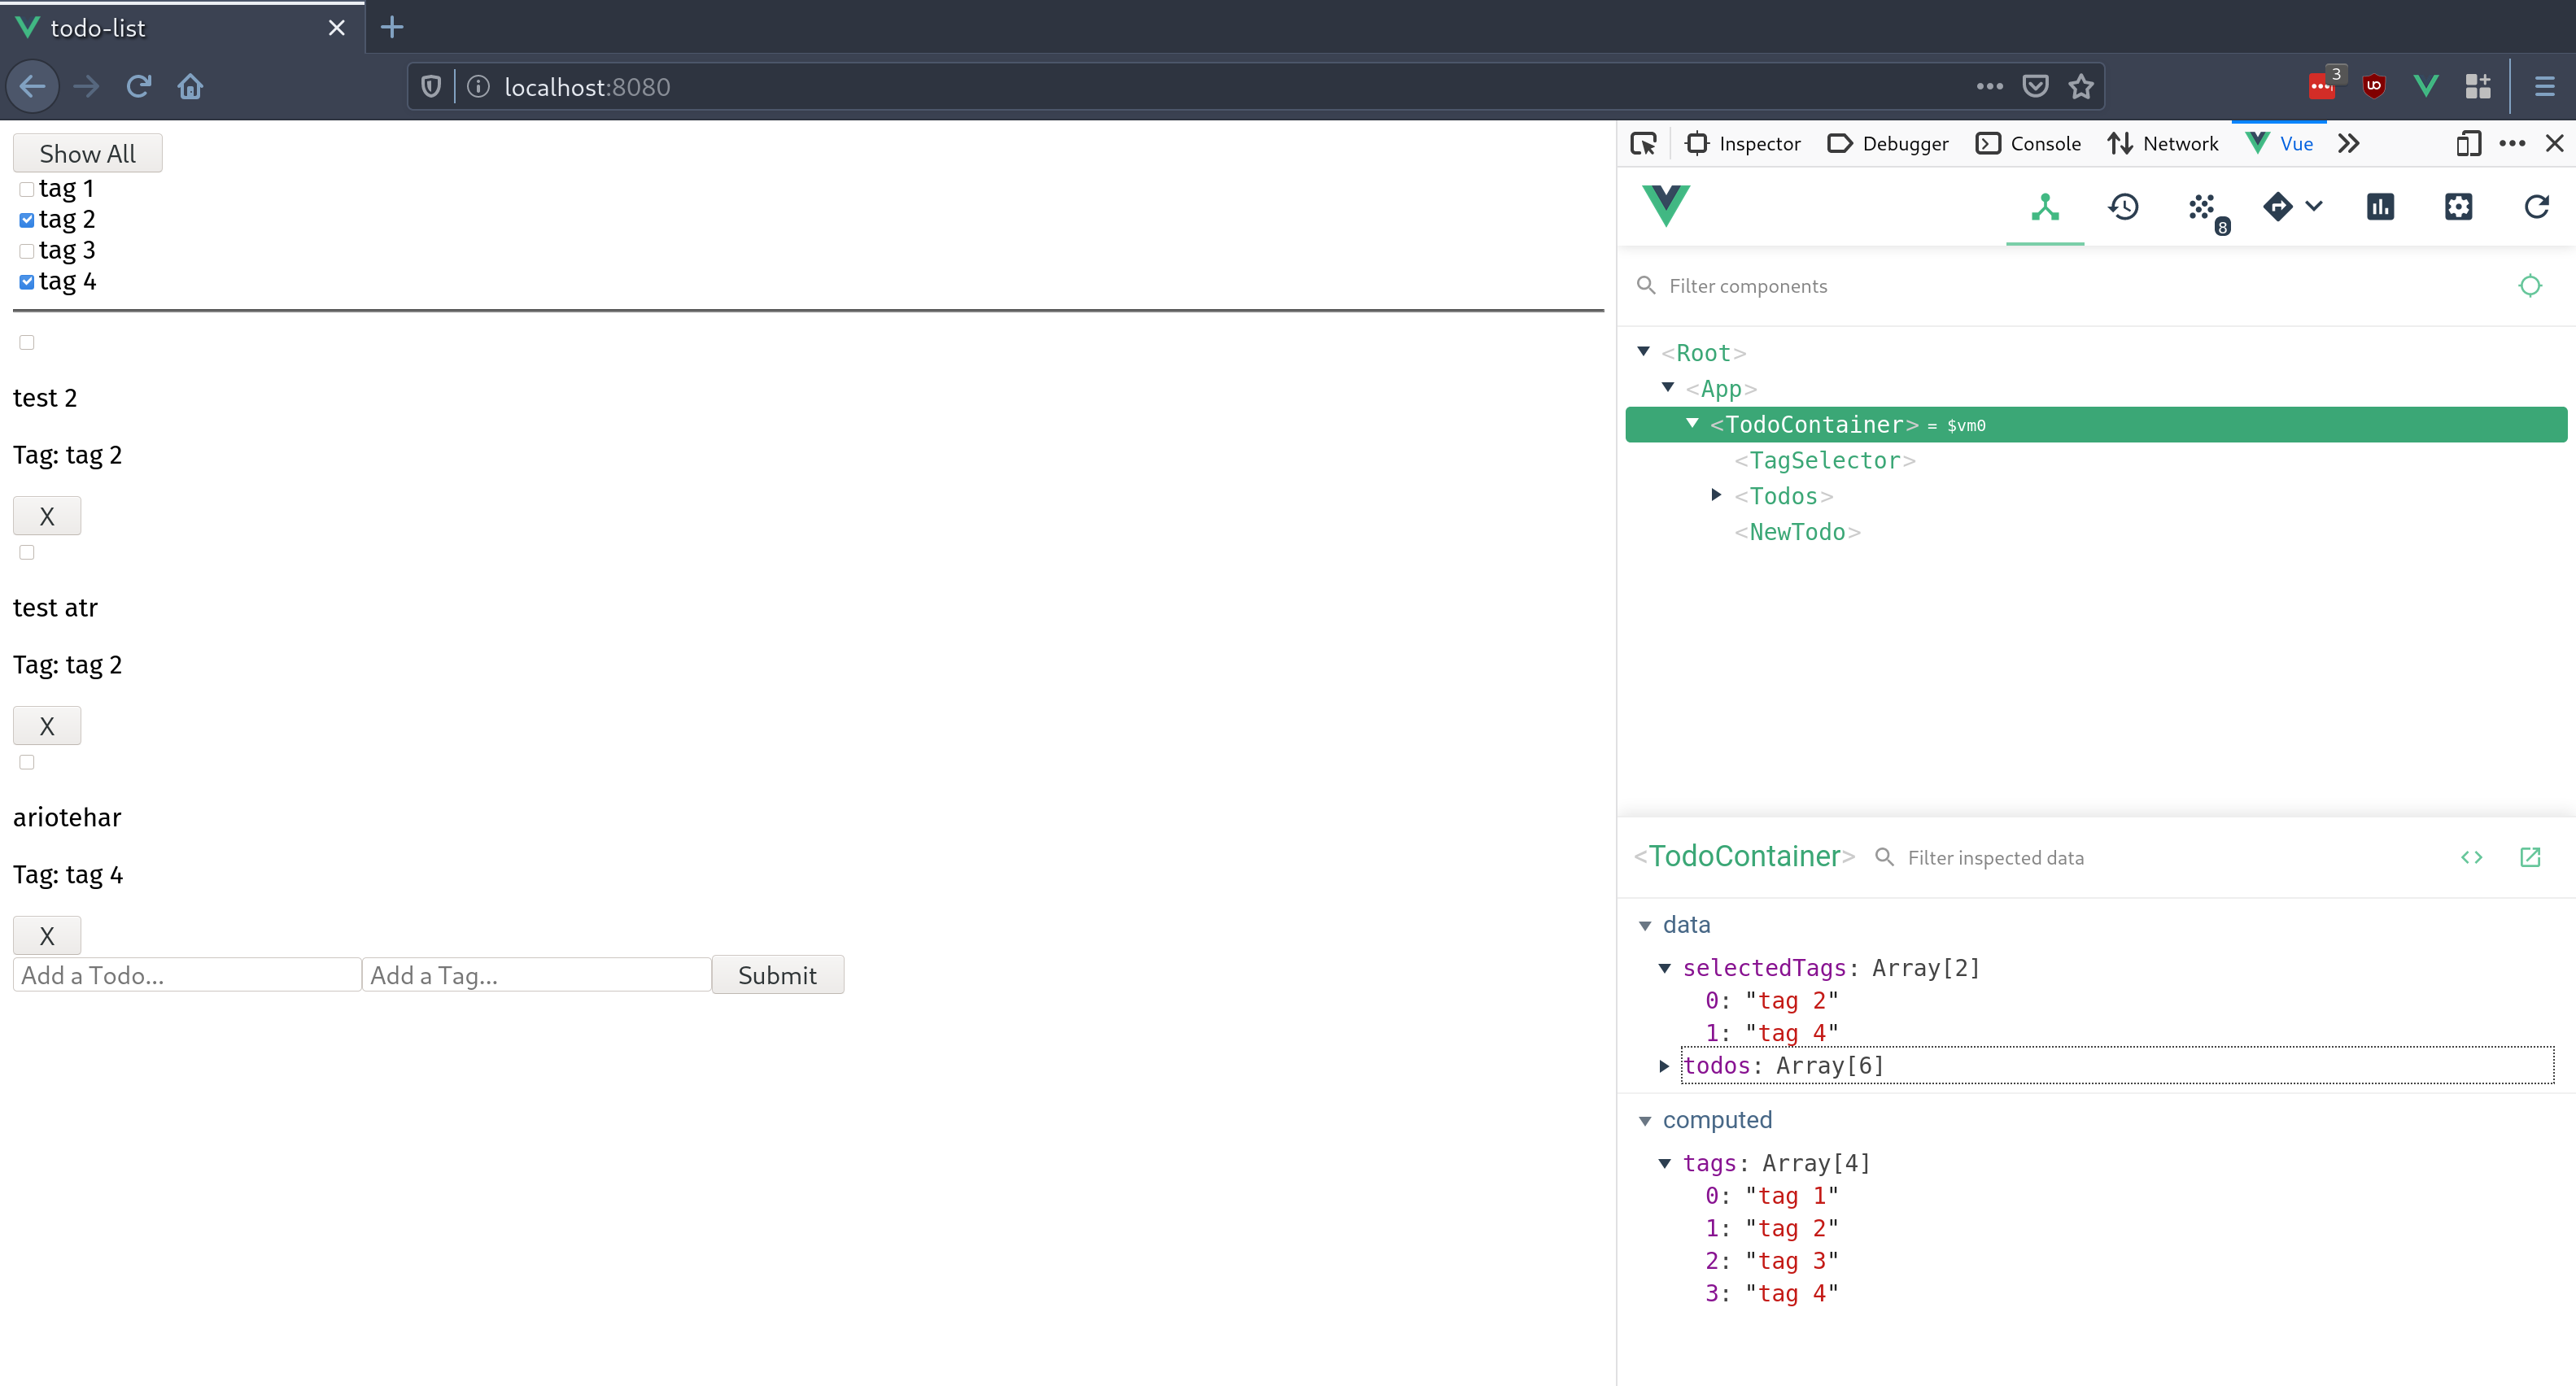 todo-list
localhost:8080
3
Show All
tag 1
tag 2
tag 3
tag 4
test 2
Tag: tag 2
X
test atr
Tag: tag 2
X
ariotehar
Tag: tag 4
X
Add a Todo...
Add a Tag...
Submit
Inspector
Debugger
Console
Network
Vue
8
Filter components
<Root>
<App>
<TodoContainer> = $vm0
<TagSelector>
<Todos>
<NewTodo>
<TodoContainer>
Filter inspected data
data
selectedTags: Array[2]
0: "tag 2"
1: "tag 4"
todos: Array[6]
computed
tags: Array[4]
0: "tag 1"
1: "tag 2"
2: "tag 3"
3: "tag 4"